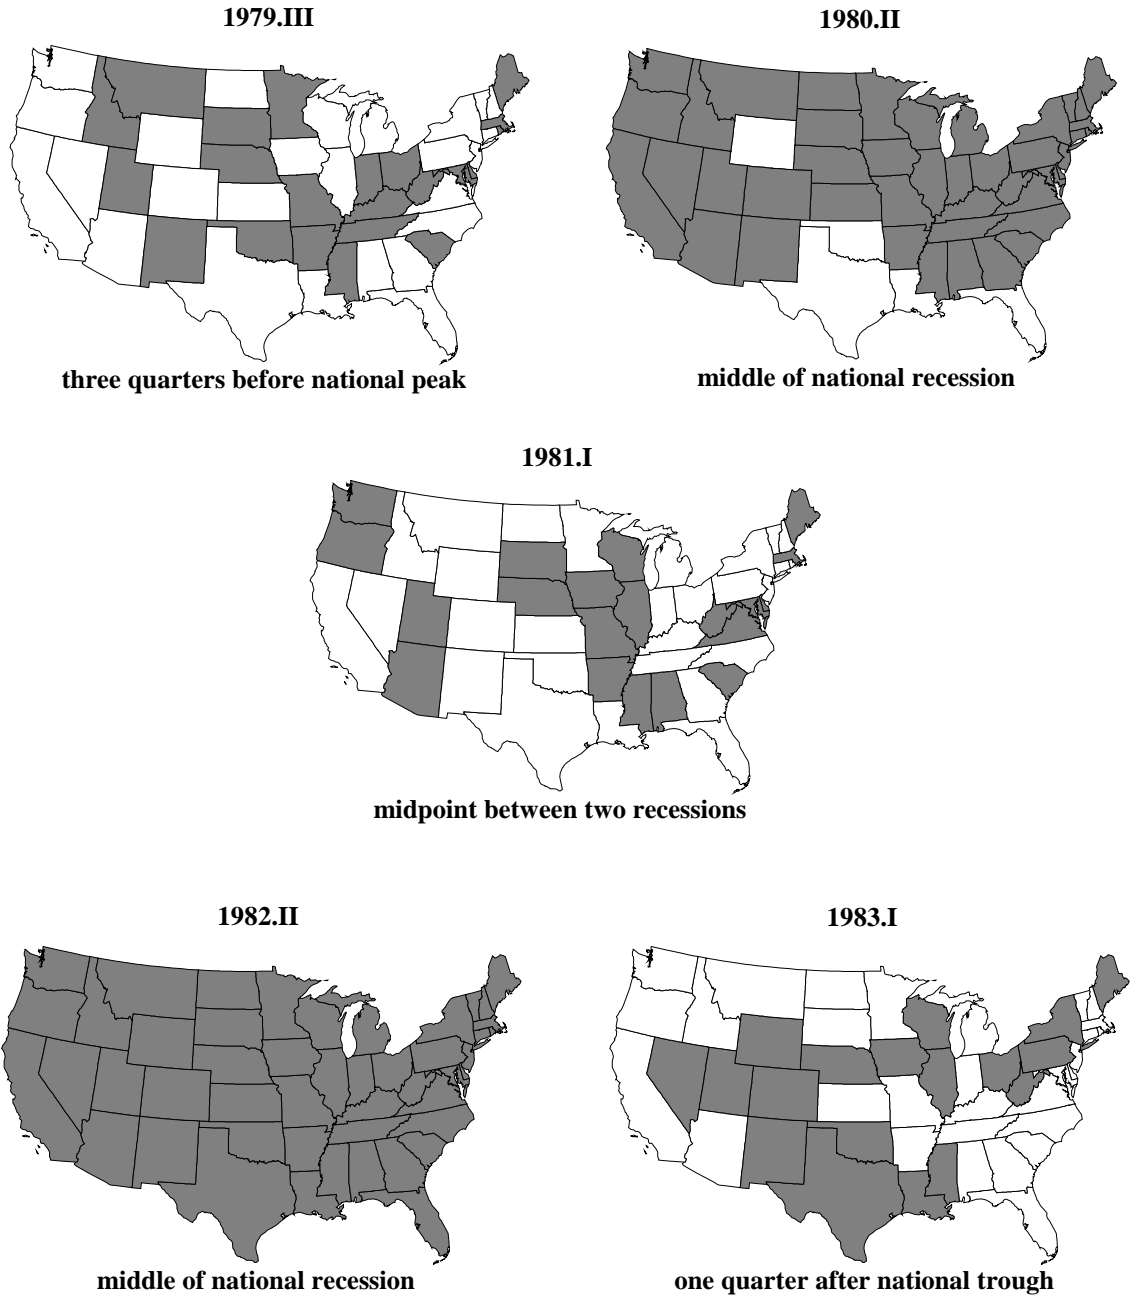 1979.III
1980.II
three quarters before national peak
middle of national recession
1981.I
midpoint between two recessions
1982.II
1983.I
middle of national recession
one quarter after national trough